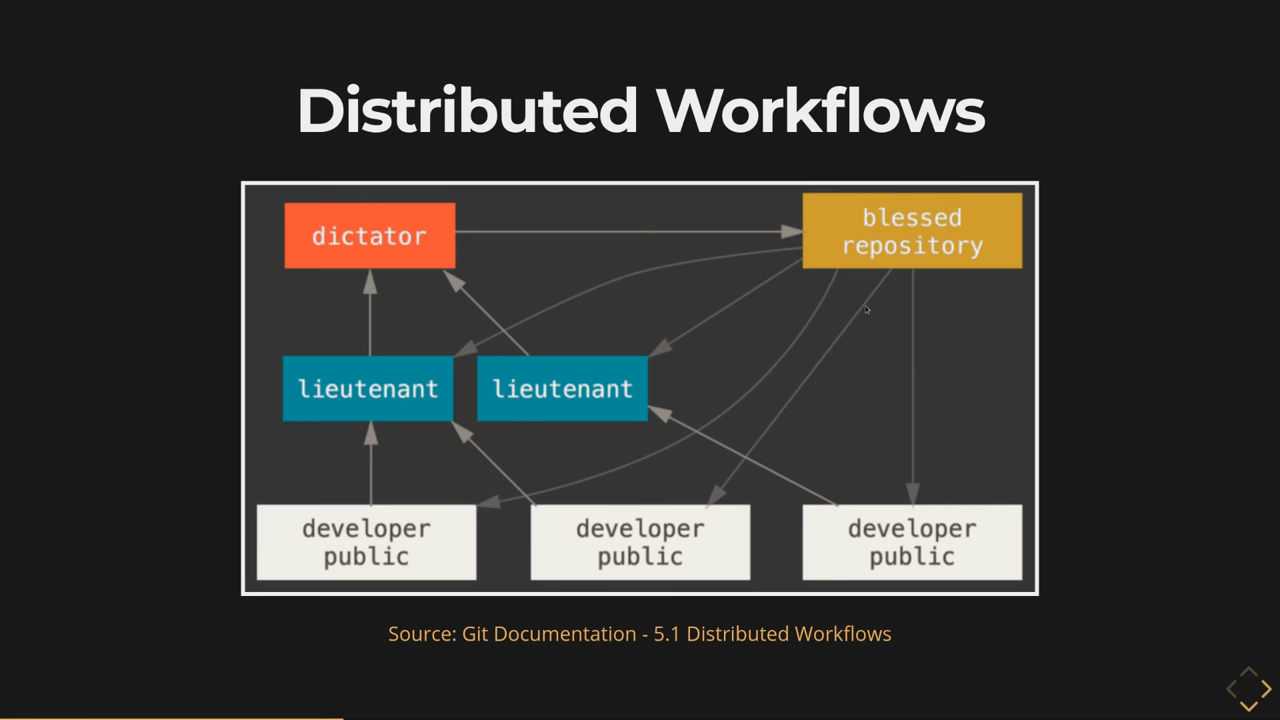 Distributed Workflows
dictator
blessed
repository
lieutenant
lieutenant
developer
public
developer
public
developer
public
Source: Git Documentation - 5.1 Distributed Workflows